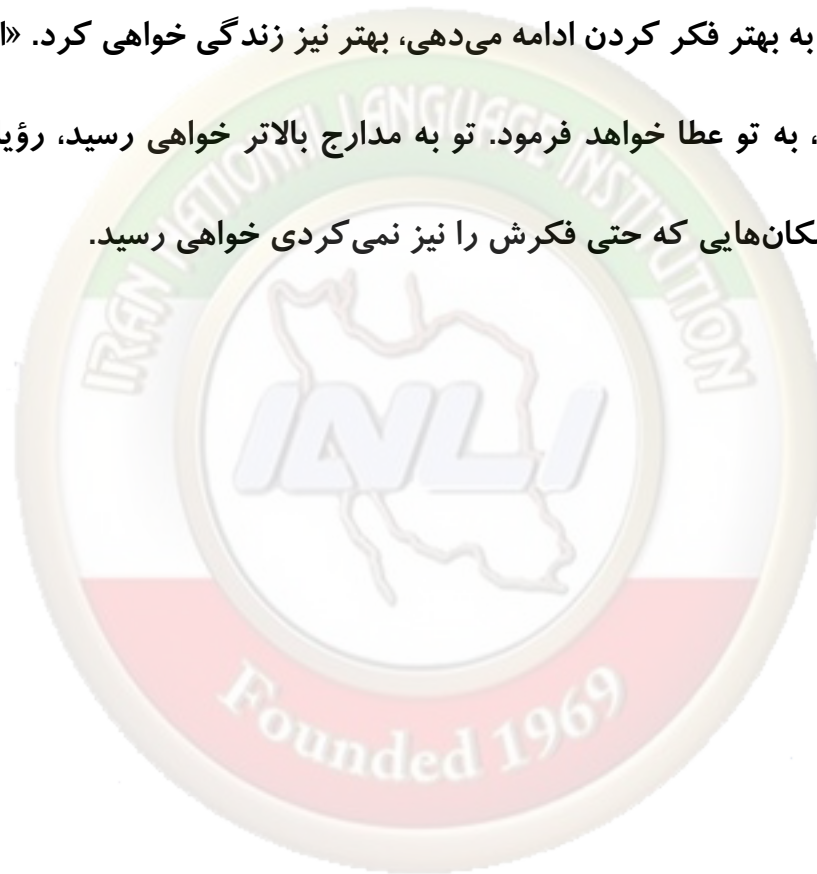 به بهتر فکر کردن ادامه می‌دهی، بهتر نیز زندگی خواهی کرد. «
، به تو عطا خواهد فرمود. تو به مدارج بالاتر خواهی رسید،
حتی فکرش را نیز نمی‌کردی خواهی رسید. که
IRAN NATIONAL LANGUAGE INSTITUTION
INLI
Founded 1969